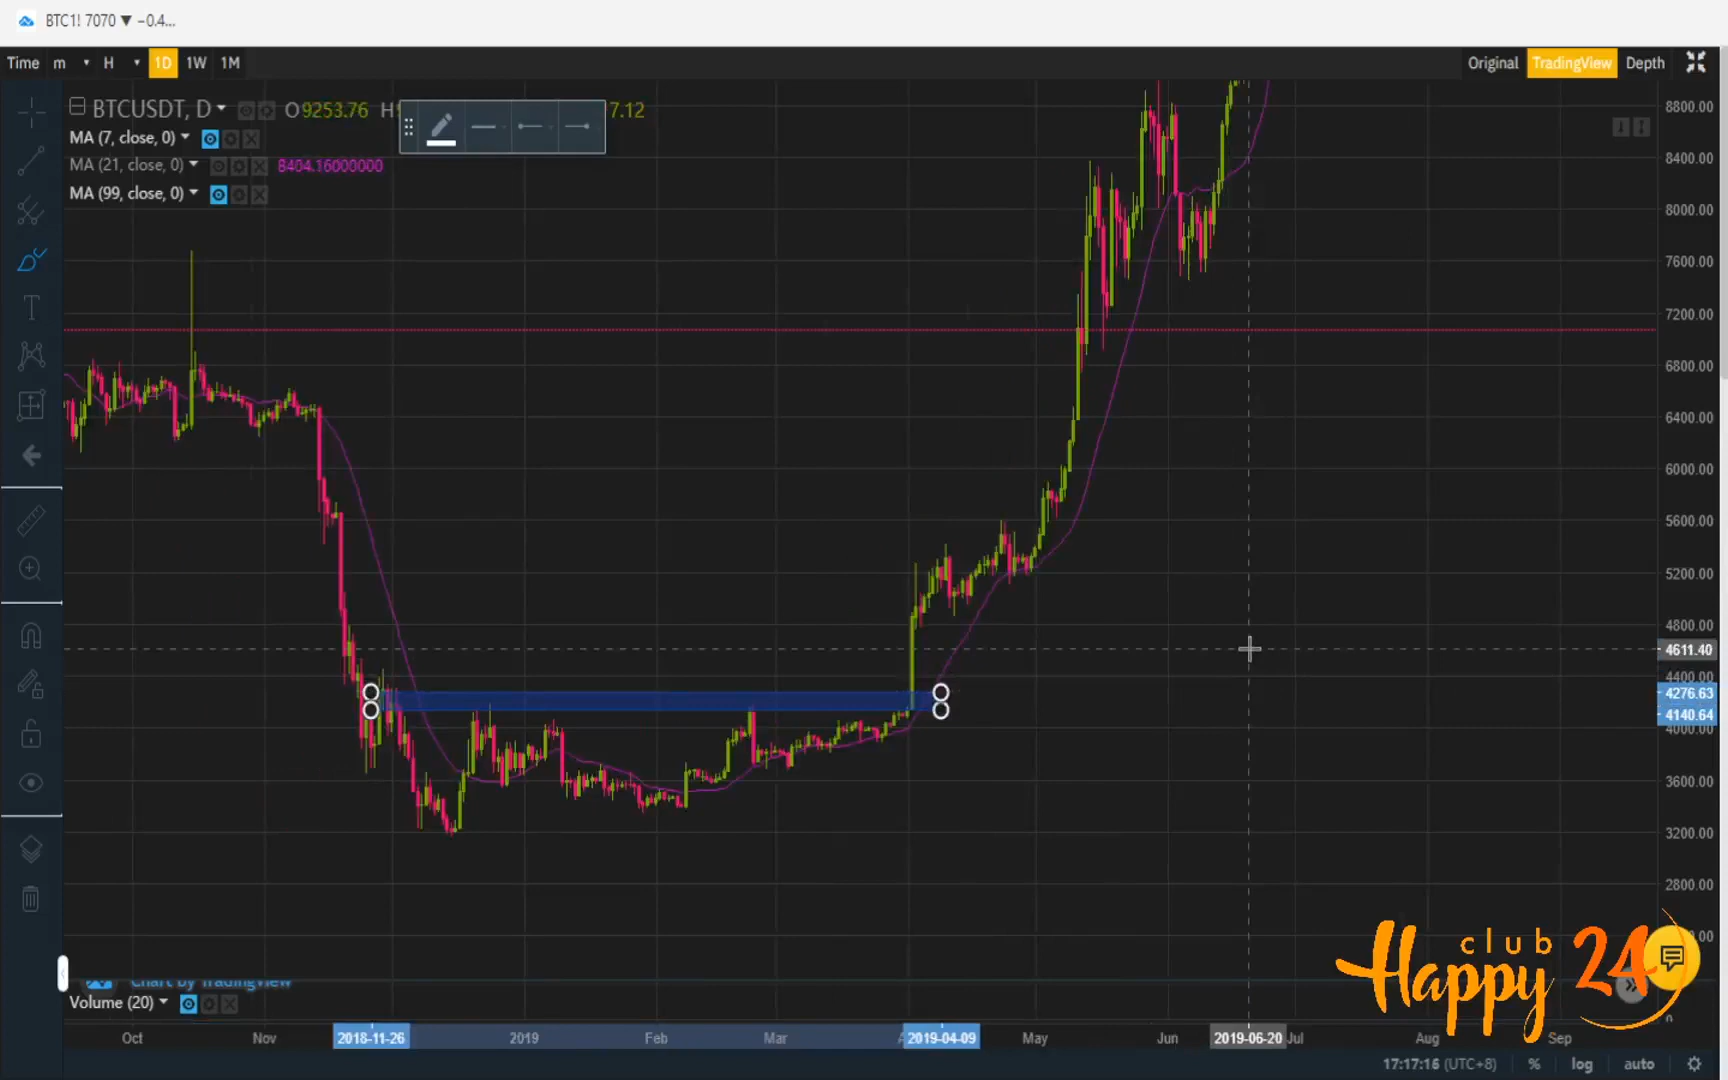 BTC1! 7070 ▼ −0.4...
Time m H 1D 1W 1M Original TradingView Depth
BTCUSDT, D O9253.76 H 7.12
MA (7, close, 0)
MA (21, close, 0) 8404.16000000
MA (99, close, 0)
8800.00
8400.00
8000.00
7600.00
7200.00
6800.00
6400.00
6000.00
5600.00
5200.00
4800.00
4611.40
4400.00
4276.63
4140.64
4000.00
3600.00
3200.00
2800.00
club
Happy 24
Chart by TradingView
Volume (20)
Oct Nov 2018-11-26 2019 Feb Mar 2019-04-09 May Jun 2019-06-20 Jul Aug Sep
17:17:16 (UTC+8) % log auto